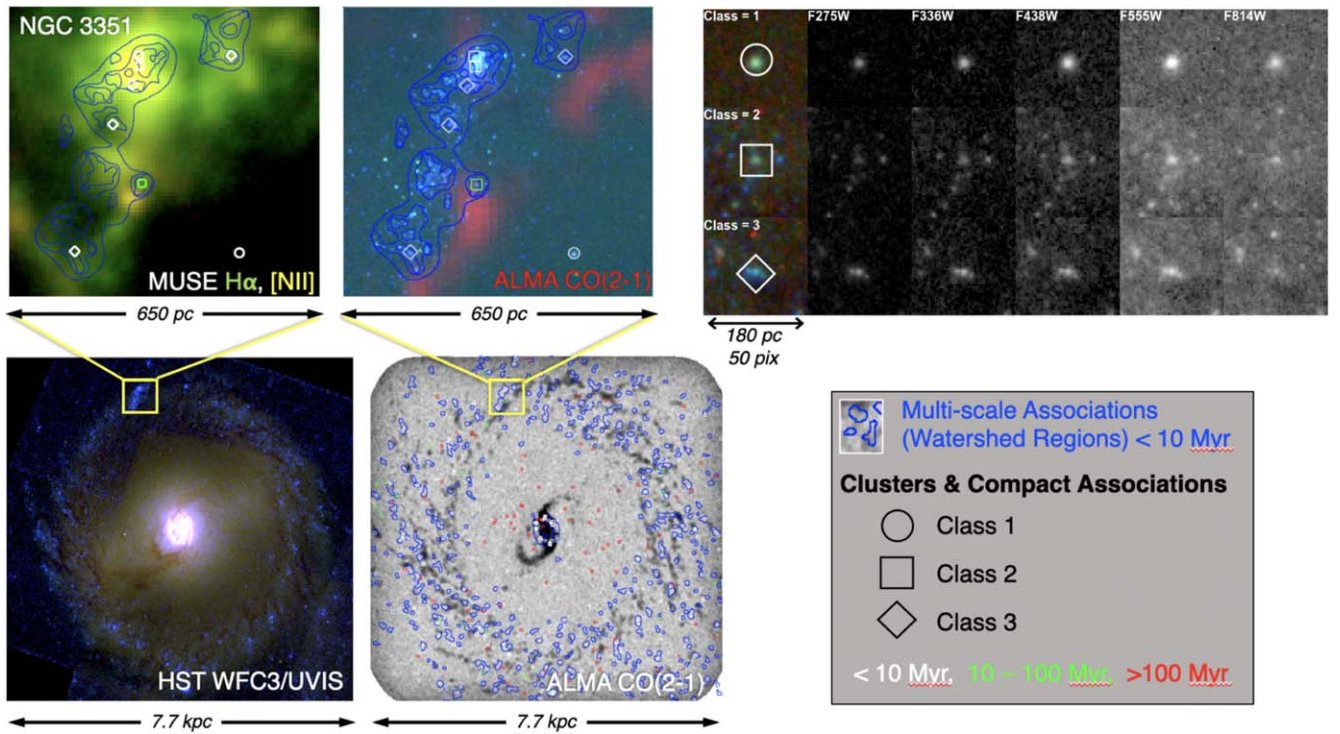 NGC 3351
MUSE Hα, [NII]
ALMA CO(2-1)
650 pc
650 pc
Class = 1
F275W
F336W
F438W
F555W
F814W
Class = 2
Class = 3
180 pc
50 pix
HST WFC3/UVIS
ALMA CO(2-1)
7.7 kpc
7.7 kpc
Multi-scale Associations
(Watershed Regions) < 10 Myr
Clusters & Compact Associations
Class 1
Class 2
Class 3
< 10 Myr, 10 – 100 Myr, >100 Myr